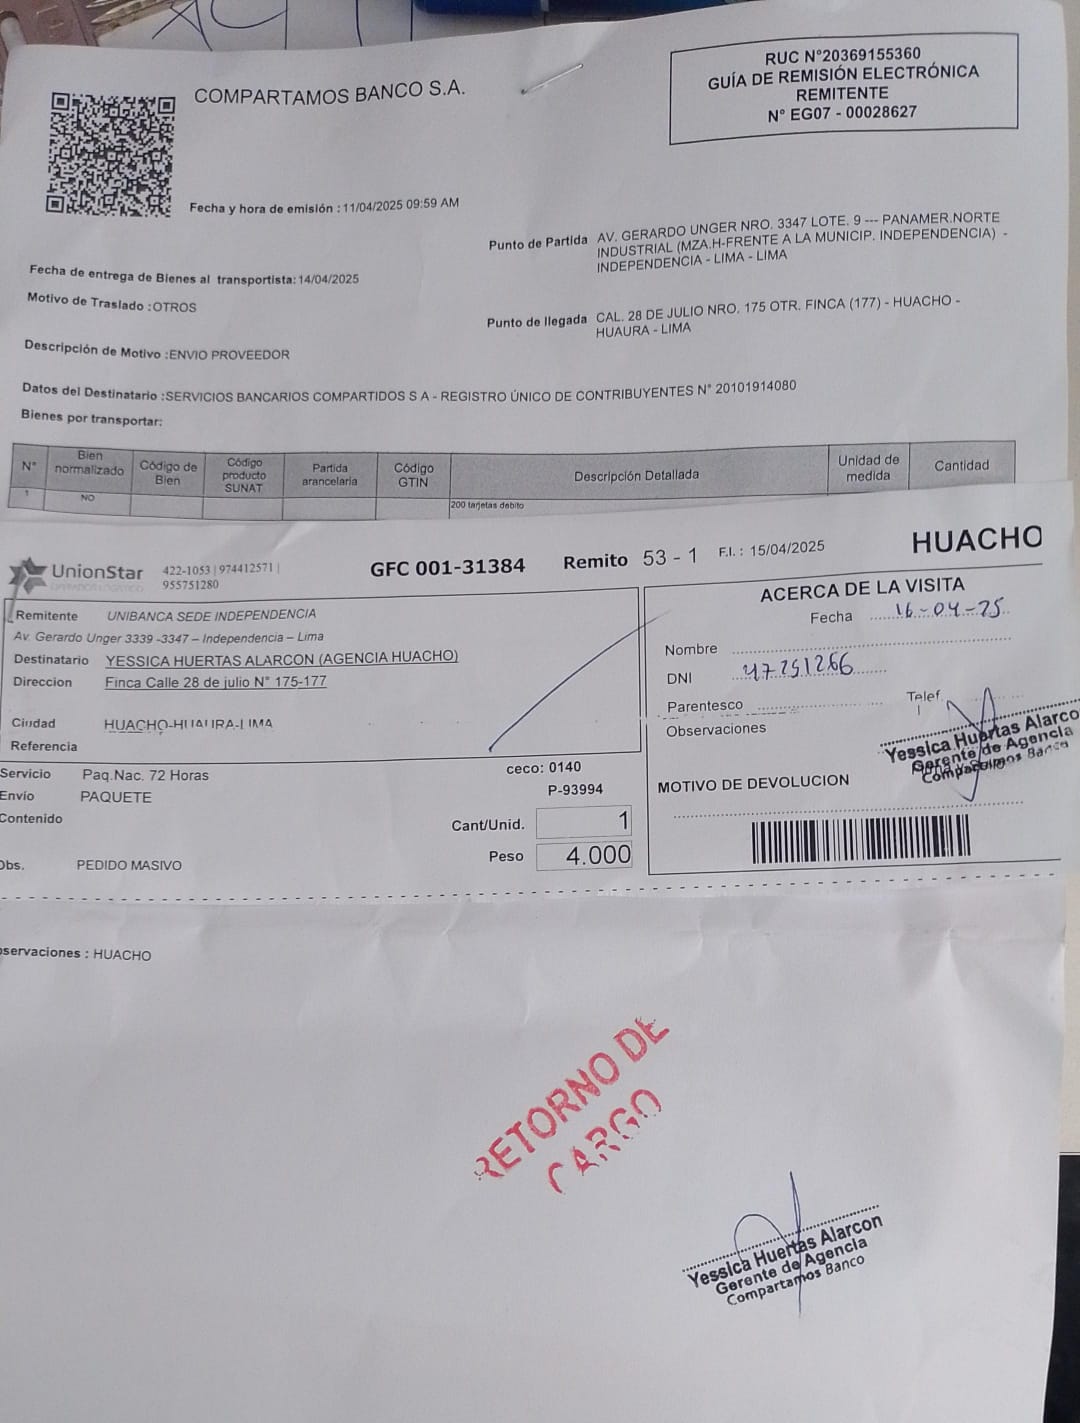 COMPARTAMOS BANCO S.A.
RUC N°20369155360
GUÍA DE REMISIÓN ELECTRÓNICA
REMITENTE
N° EG07 - 00028627
Fecha y hora de emisión : 11/04/2025 09:59 AM
Punto de Partida AV. GERARDO UNGER NRO. 3347 LOTE. 9 --- PANAMER.NORTE
INDUSTRIAL (MZA.H-FRENTE A LA MUNICIP. INDEPENDENCIA) -
INDEPENDENCIA - LIMA - LIMA
Fecha de entrega de Bienes al transportista: 14/04/2025
Motivo de Traslado : OTROS
Punto de llegada CAL. 28 DE JULIO NRO. 175 OTR. FINCA (177) - HUACHO -
HUAURA - LIMA
Descripción de Motivo : ENVIO PROVEEDOR
Datos del Destinatario : SERVICIOS BANCARIOS COMPARTIDOS S A - REGISTRO ÚNICO DE CONTRIBUYENTES N° 20101914080
Bienes por transportar:
N° Bien normalizado Código de Bien Código producto SUNAT Partida arancelaria Código GTIN Descripción Detallada Unidad de medida Cantidad
1 NO 200 tarjetas debito
UnionStar
422-1053 | 974412571 |
955751280
GFC 001-31384 Remito 53 - 1 F.I. : 15/04/2025 HUACHO
Remitente UNIBANCA SEDE INDEPENDENCIA
Av. Gerardo Unger 3339 -3347 – Independencia – Lima
Destinatario YESSICA HUERTAS ALARCON (AGENCIA HUACHO)
Direccion Finca Calle 28 de julio N° 175-177
Ciudad HUACHO-HUAURA-LIMA
Referencia
Servicio Paq.Nac. 72 Horas
Envío PAQUETE
Contenido
Obs. PEDIDO MASIVO
ceco: 0140
P-93994
Cant/Unid. 1
Peso 4.000
ACERCA DE LA VISITA
Fecha 16-04-25
Nombre
DNI 47291266
Parentesco
Telef.
Observaciones
Yessica Huertas Alarcon
Gerente de Agencia
Compartamos Banco
MOTIVO DE DEVOLUCION
Observaciones : HUACHO
RETORNO DE
CARGO
Yessica Huertas Alarcon
Gerente de Agencia
Compartamos Banco